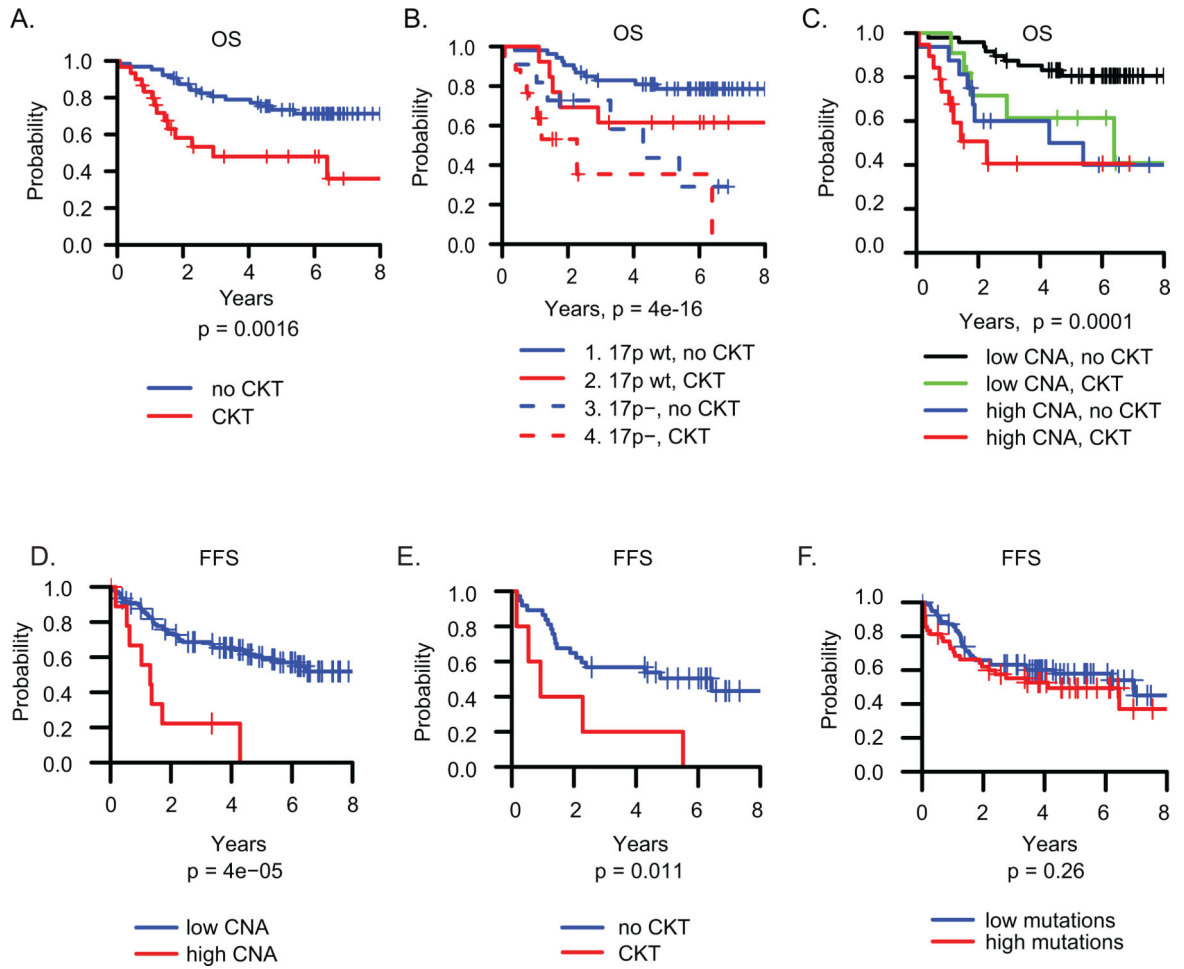 A.
OS
Probability
1.0
0.8
0.6
0.4
0.2
0.0
0 2 4 6 8
Years
p = 0.0016
no CKT
CKT
B.
OS
Probability
1.0
0.8
0.6
0.4
0.2
0.0
0 2 4 6 8
Years, p = 4e-16
1. 17p wt, no CKT
2. 17p wt, CKT
3. 17p−, no CKT
4. 17p−, CKT
C.
OS
Probability
1.0
0.8
0.6
0.4
0.2
0.0
0 2 4 6 8
Years, p = 0.0001
low CNA, no CKT
low CNA, CKT
high CNA, no CKT
high CNA, CKT
D.
FFS
Probability
1.0
0.8
0.6
0.4
0.2
0.0
0 2 4 6 8
Years
p = 4e−05
low CNA
high CNA
E.
FFS
Probability
1.0
0.8
0.6
0.4
0.2
0.0
0 2 4 6 8
Years
p = 0.011
no CKT
CKT
F.
FFS
Probability
1.0
0.8
0.6
0.4
0.2
0.0
0 2 4 6 8
Years
p = 0.26
low mutations
high mutations